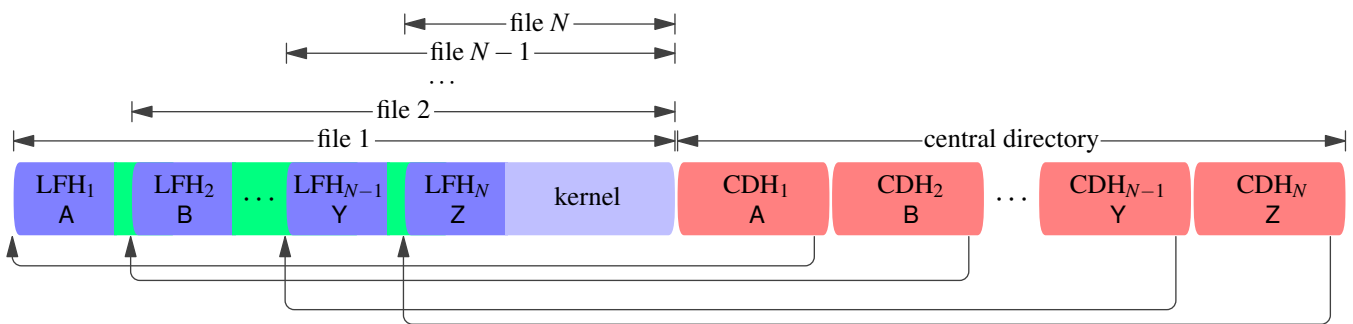 file N
file N − 1
...
file 2
file 1 central directory
LFH1 LFH2 ... LFHN−1 LFHN kernel CDH1 CDH2 ... CDHN−1 CDHN
A B Y Z A B Y Z